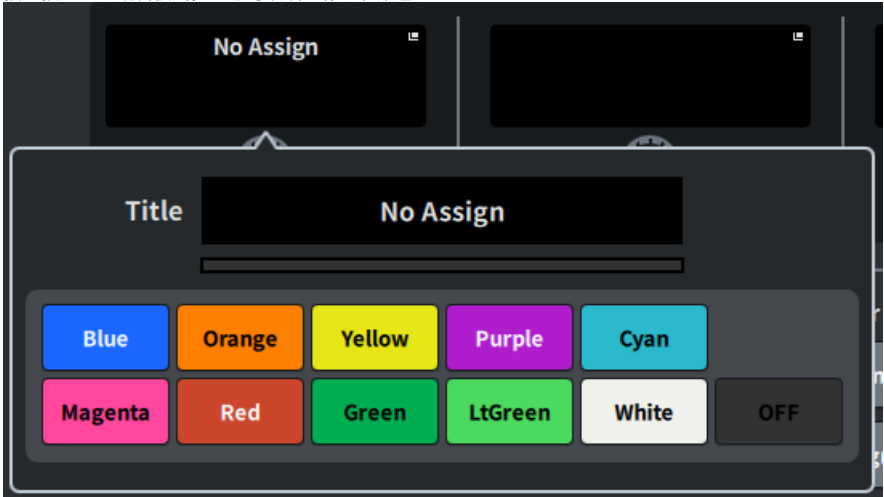 No Assign
Title No Assign
Blue Orange Yellow Purple Cyan
Magenta Red Green LtGreen White OFF